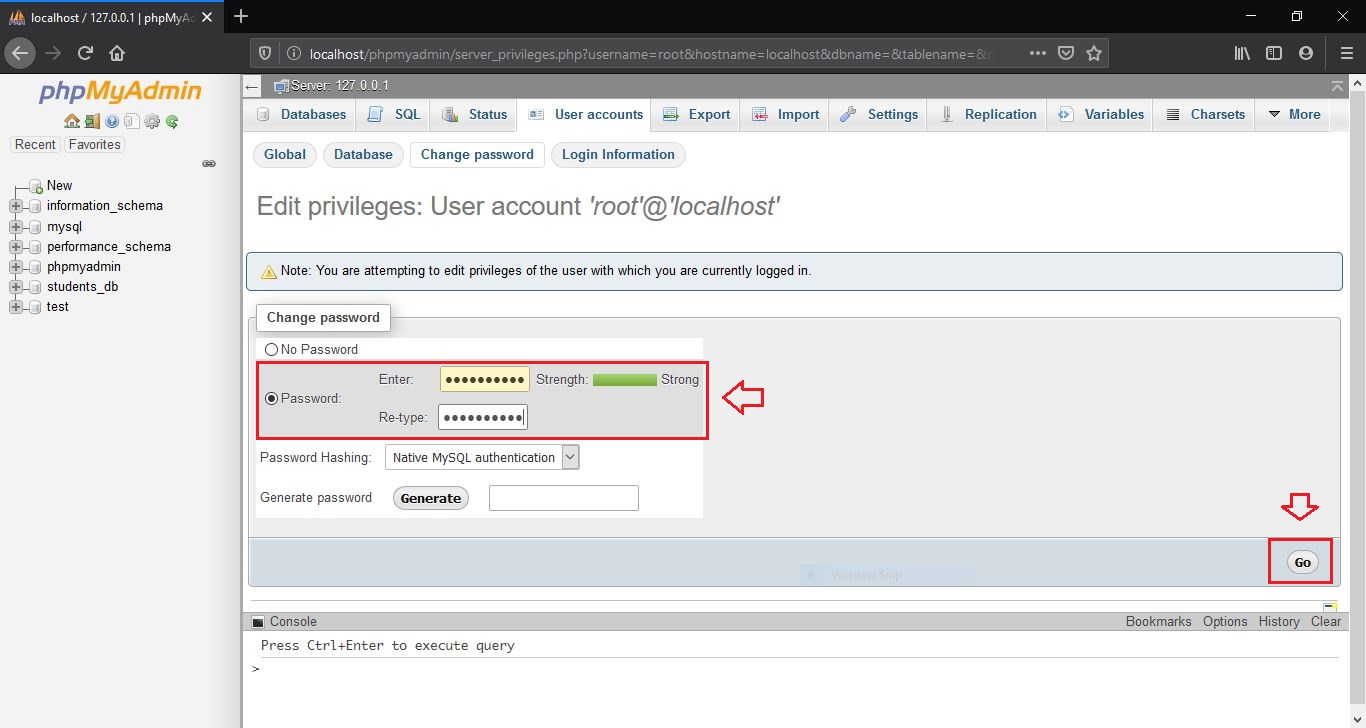 localhost / 127.0.0.1 | phpMyAd
localhost/phpmyadmin/server_privileges.php?username=root&hostname=localhost&dbname=&tablename=&
phpMyAdmin
Recent Favorites
New
information_schema
mysql
performance_schema
phpmyadmin
students_db
test
Server: 127.0.0.1
Databases SQL Status User accounts Export Import Settings Replication Variables Charsets More
Global Database Change password Login Information
Edit privileges: User account 'root'@'localhost'
Note: You are attempting to edit privileges of the user with which you are currently logged in.
Change password
No Password
Enter: ●●●●●●●●●● Strength: Strong
Password:
Re-type: ●●●●●●●●●●
Password Hashing: Native MySQL authentication
Generate password Generate
Go
Window Snip
Console Bookmarks Options History Clear
Press Ctrl+Enter to execute query
>